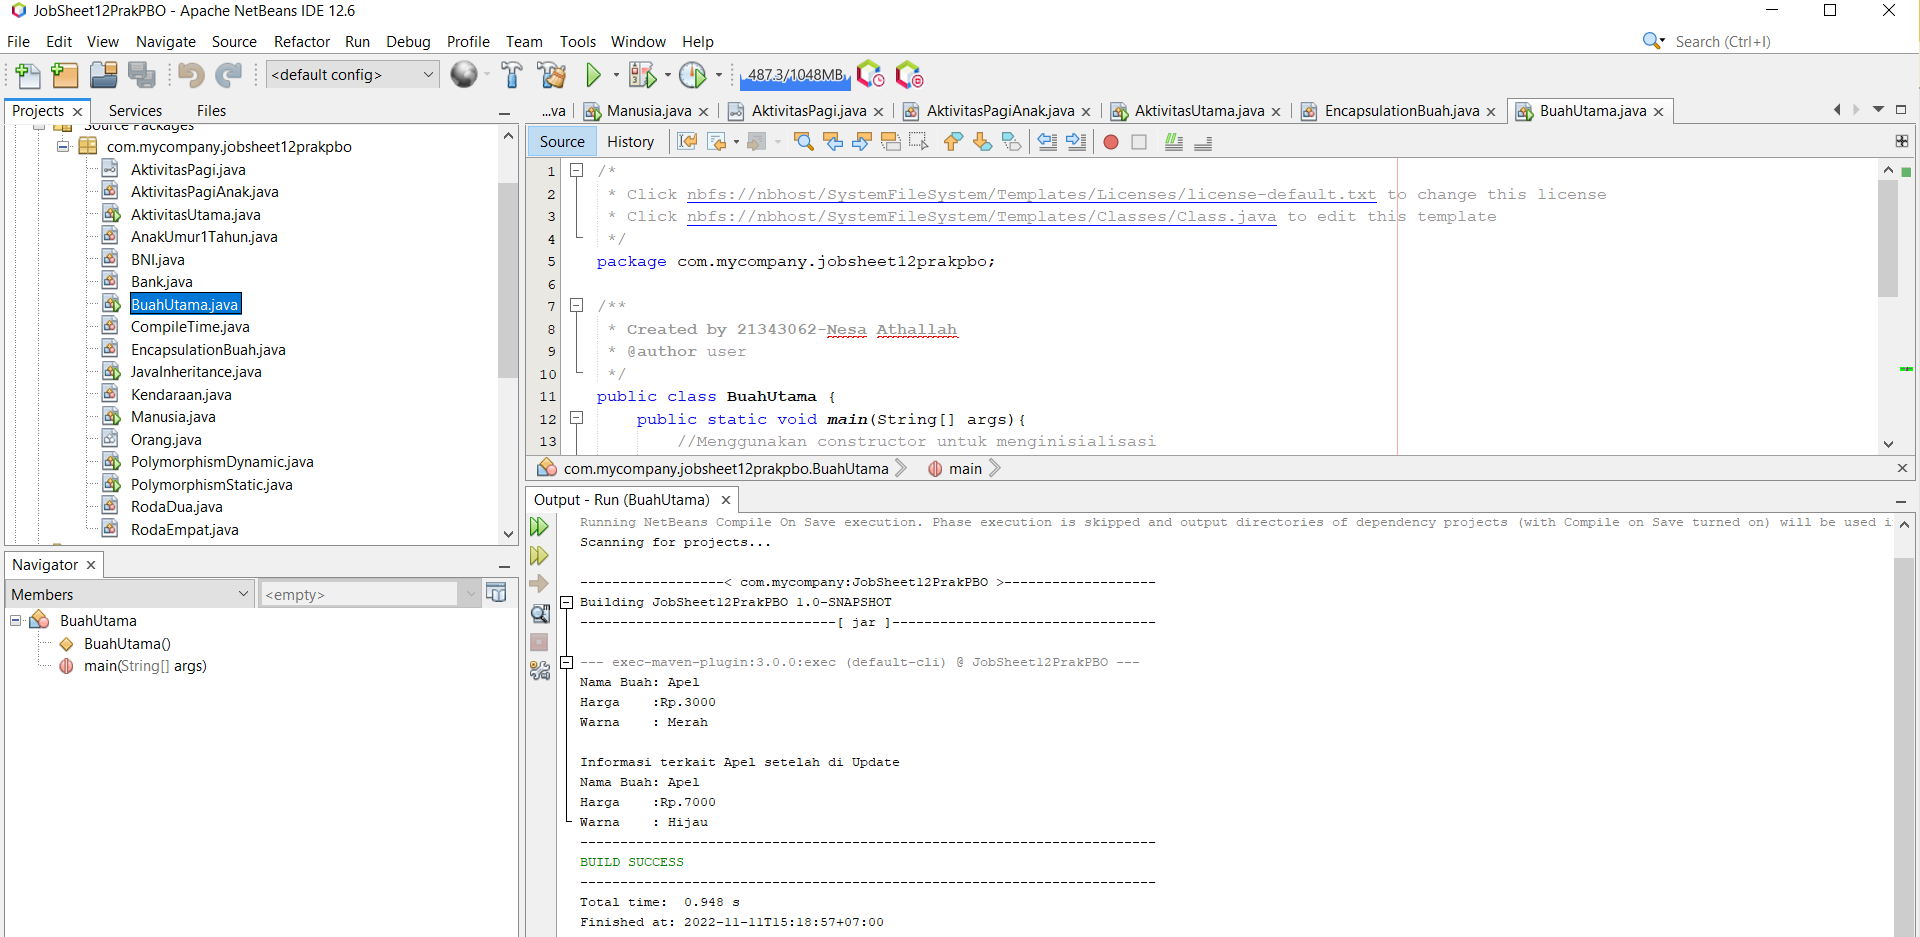 JobSheet12PrakPBO - Apache NetBeans IDE 12.6
File Edit View Navigate Source Refactor Run Debug Profile Team Tools Window Help
Search (Ctrl+I)
<default config>
487.3/1048MB
Projects Services Files
Source Packages
com.mycompany.jobsheet12prakpbo
AktivitasPagi.java
AktivitasPagiAnak.java
AktivitasUtama.java
AnakUmur1Tahun.java
BNI.java
Bank.java
BuahUtama.java
CompileTime.java
EncapsulationBuah.java
JavaInheritance.java
Kendaraan.java
Manusia.java
Orang.java
PolymorphismDynamic.java
PolymorphismStatic.java
RodaDua.java
RodaEmpat.java
Navigator
Members
<empty>
BuahUtama
BuahUtama()
main(String[] args)
...va Manusia.java AktivitasPagi.java AktivitasPagiAnak.java AktivitasUtama.java EncapsulationBuah.java BuahUtama.java
Source History
1 /*
2 * Click nbfs://nbhost/SystemFileSystem/Templates/Licenses/license-default.txt to change this license
3 * Click nbfs://nbhost/SystemFileSystem/Templates/Classes/Class.java to edit this template
4 */
5 package com.mycompany.jobsheet12prakpbo;
6
7 /**
8 * Created by 21343062-Nesa Athallah
9 * @author user
10 */
11 public class BuahUtama {
12 public static void main(String[] args){
13 //Menggunakan constructor untuk menginisialisasi
com.mycompany.jobsheet12prakpbo.BuahUtama main
Output - Run (BuahUtama)
Running NetBeans Compile On Save execution. Phase execution is skipped and output directories of dependency projects (with Compile on Save turned on) will be used i
Scanning for projects...
------------------< com.mycompany:JobSheet12PrakPBO >-------------------
Building JobSheet12PrakPBO 1.0-SNAPSHOT
--------------------------------[ jar ]---------------------------------
--- exec-maven-plugin:3.0.0:exec (default-cli) @ JobSheet12PrakPBO ---
Nama Buah: Apel
Harga :Rp.3000
Warna : Merah
Informasi terkait Apel setelah di Update
Nama Buah: Apel
Harga :Rp.7000
Warna : Hijau
------------------------------------------------------------------------
BUILD SUCCESS
------------------------------------------------------------------------
Total time: 0.948 s
Finished at: 2022-11-11T15:18:57+07:00